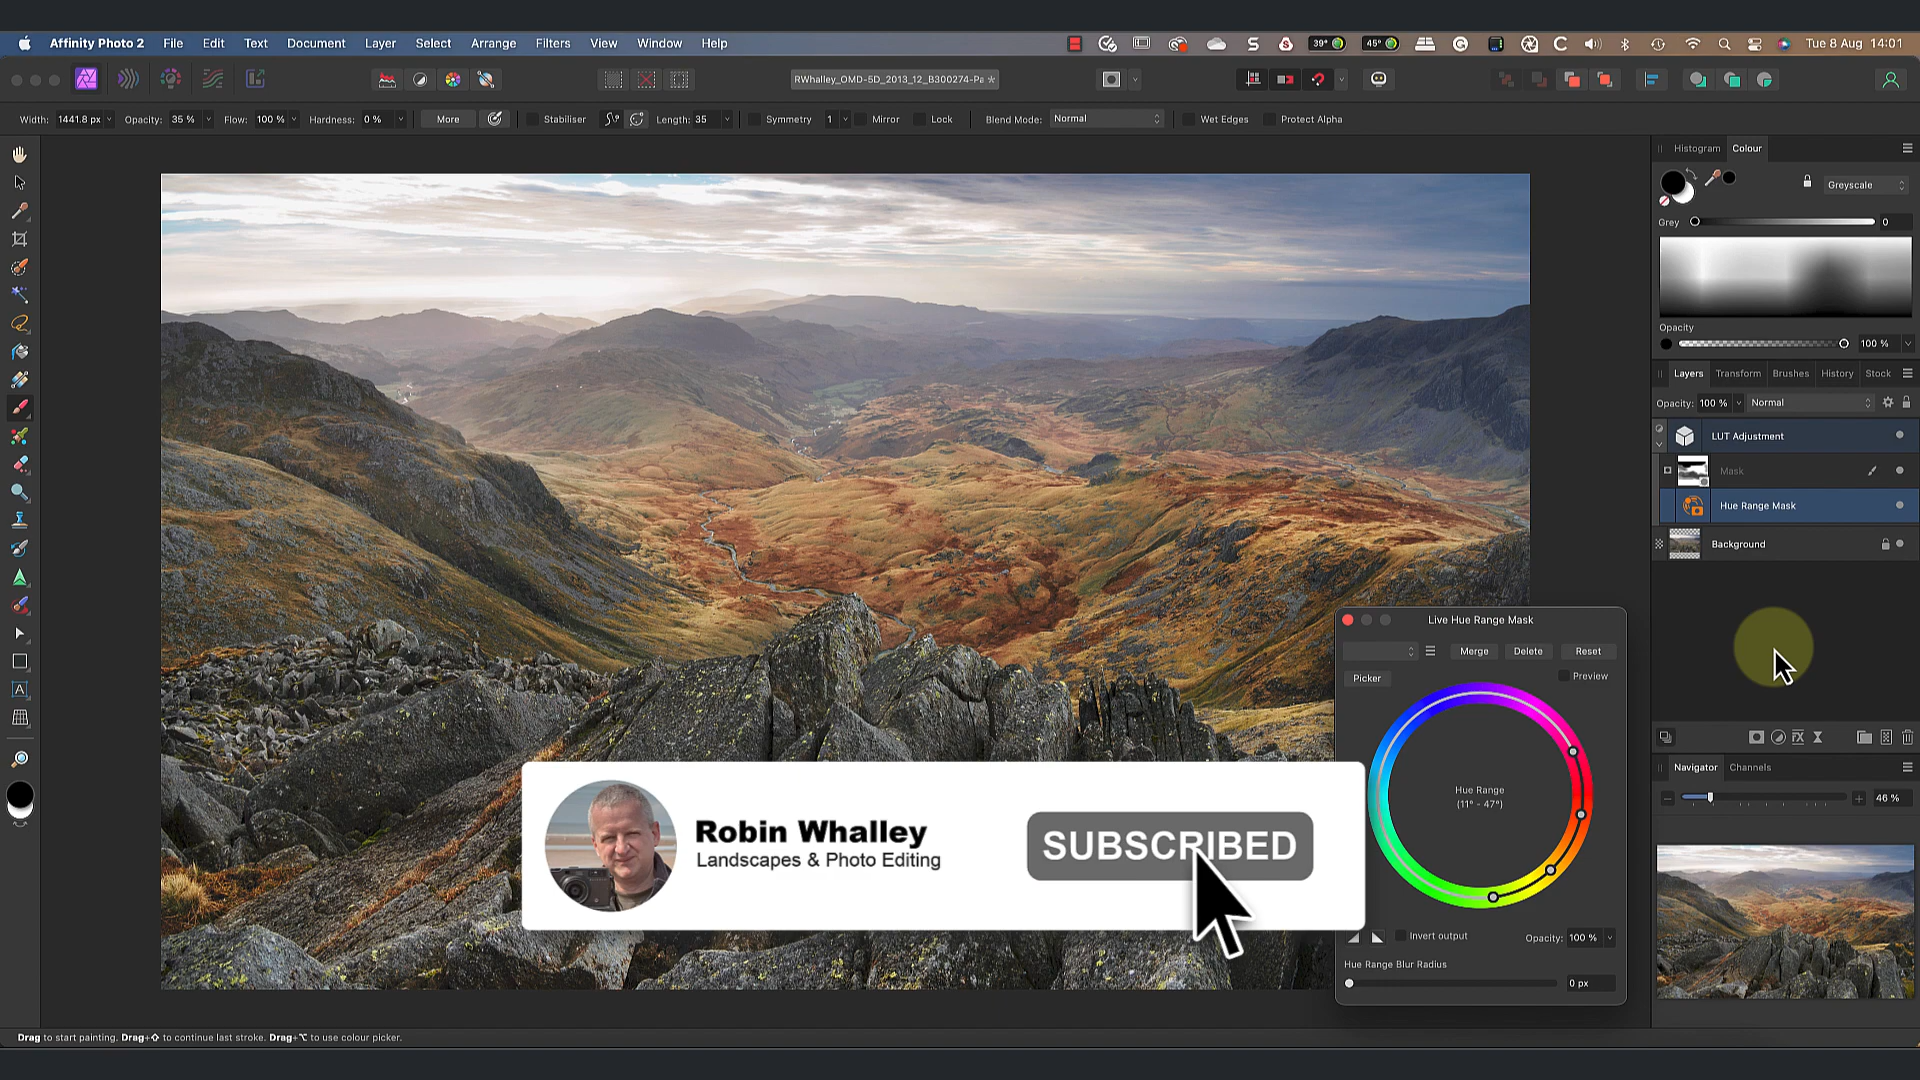 Affinity Photo 2 File Edit Text Document Layer Select Arrange Filters View Window Help 39° 45° Tue 8 Aug 14:01
RWhalley_OMD-5D_2013_12_B300274-Pa *
Width: 1441.8 px Opacity: 35 % Flow: 100 % Hardness: 0 % More Stabiliser Length: 35 Symmetry 1 Mirror Lock Blend Mode: Normal Wet Edges Protect Alpha
Histogram Colour
Greyscale
Grey 0
Opacity
100 %
Layers Transform Brushes History Stock
Opacity: 100 % Normal
LUT Adjustment
Mask
Hue Range Mask
Background
Live Hue Range Mask
Merge Delete Reset
Picker Preview
Hue Range
(11° - 47°)
Invert output Opacity: 100 %
Hue Range Blur Radius
0 px
Navigator Channels
46 %
Robin Whalley
Landscapes & Photo Editing
SUBSCRIBED
Drag to start painting. Drag+⇧ to continue last stroke. Drag+⌥ to use colour picker.